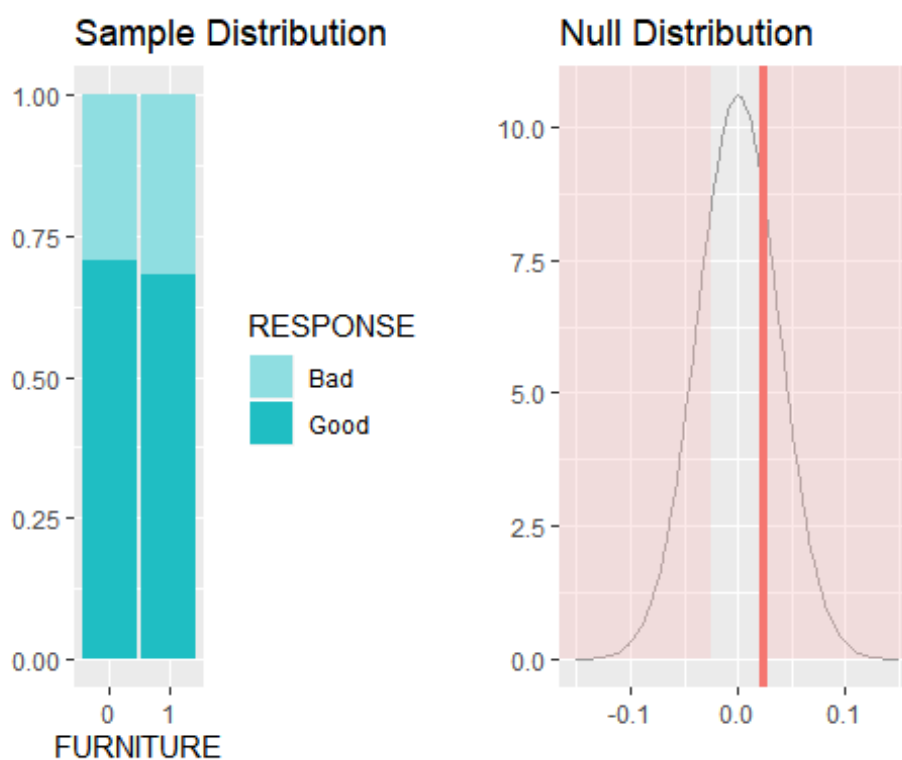 Sample Distribution
1.00
0.75
0.50
0.25
0.00
0 1
FURNITURE
RESPONSE
Bad
Good
Null Distribution
10.0
7.5
5.0
2.5
0.0
-0.1 0.0 0.1